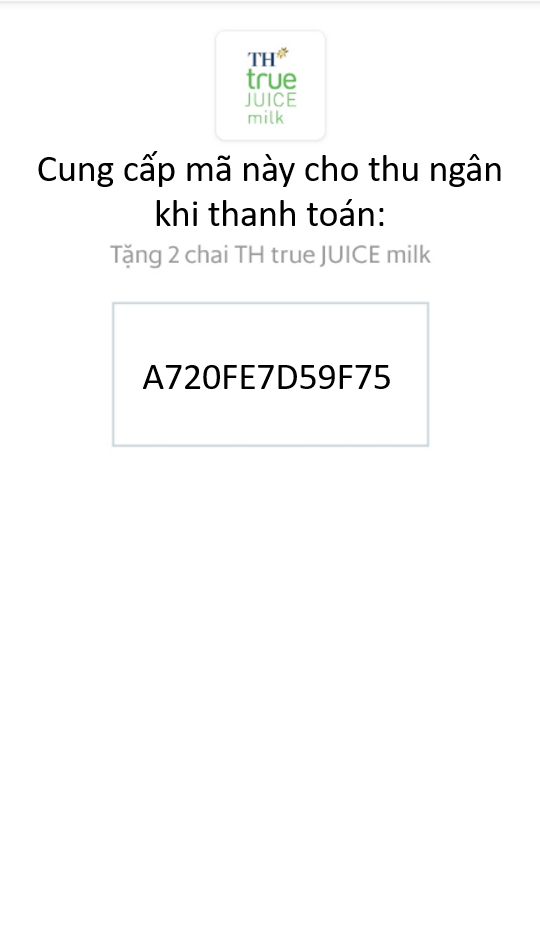 TH
true
JUICE
milk
Cung cấp mã này cho thu ngân
khi thanh toán:
Tặng 2 chai TH true JUICE milk
A720FE7D59F75